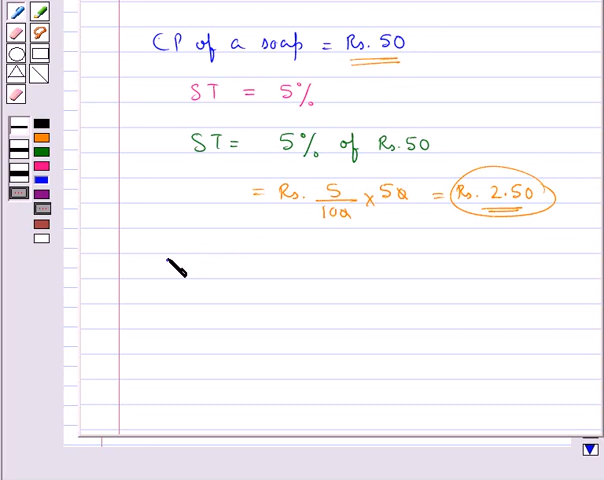 CP of a soap = Rs. 50
ST = 5%
ST = 5% of Rs. 50
= Rs. 5/100 x 50 = Rs. 2.50